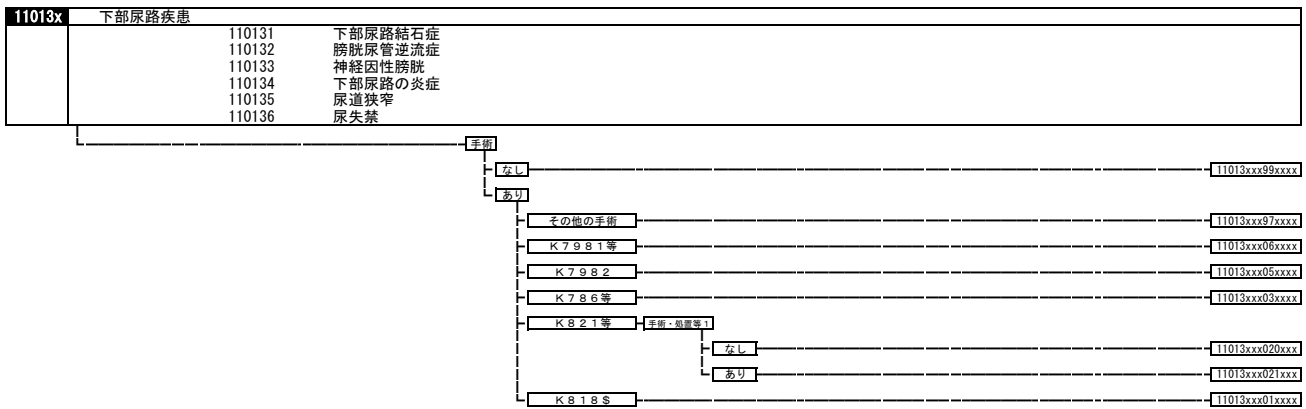 11013x 下部尿路疾患
110131 下部尿路結石症
110132 膀胱尿管逆流症
110133 神経因性膀胱
110134 下部尿路の炎症
110135 尿道狭窄
110136 尿失禁
手術
なし 11013xxx99xxxx
あり
その他の手術 11013xxx97xxxx
K7981等 11013xxx06xxxx
K7982 11013xxx05xxxx
K786等 11013xxx03xxxx
K821等 手術・処置等1
なし 11013xxx020xxx
あり 11013xxx021xxx
K818$ 11013xxx01xxxx